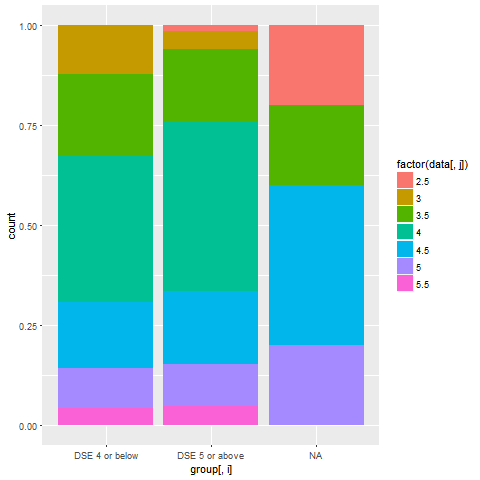 1.00
0.75
0.50
0.25
0.00
count
DSE 4 or below
DSE 5 or above
NA
group[, i]
factor(data[, j])
2.5
3
3.5
4
4.5
5
5.5